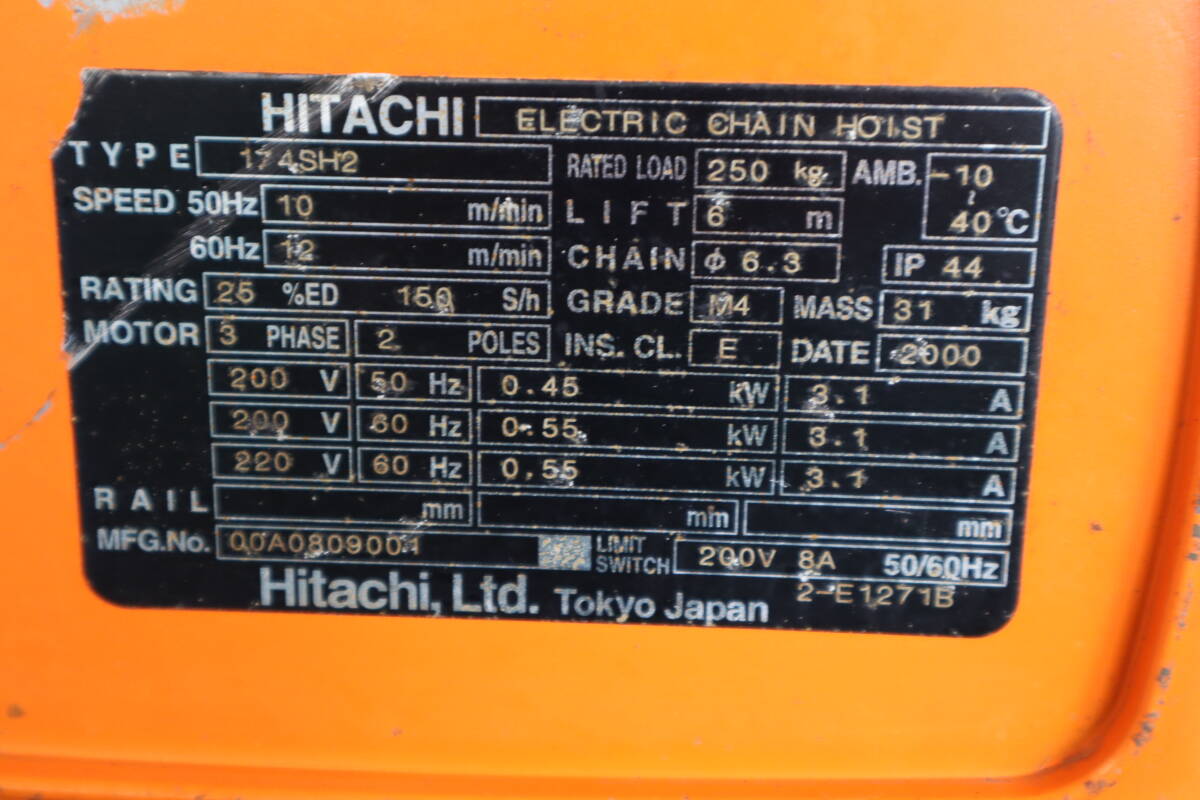 HITACHI ELECTRIC CHAIN HOIST
TYPE 174SH2 RATED LOAD 250 kg AMB. -10 ~ 40°C
SPEED 50Hz 10 m/min LIFT 6 m
60Hz 12 m/min CHAIN φ 6.3 IP 44
RATING 25 %ED 150 S/h GRADE M4 MASS 31 kg
MOTOR 3 PHASE 2 POLES INS. CL. E DATE 2000
200 V 50 Hz 0.45 kW 3.1 A
200 V 60 Hz 0.55 kW 3.1 A
220 V 60 Hz 0.55 kW 3.1 A
RAIL mm mm mm
MFG.No. 00A0809001 LIMIT SWITCH 200V 8A 50/60Hz
Hitachi, Ltd. Tokyo Japan 2-E1271B